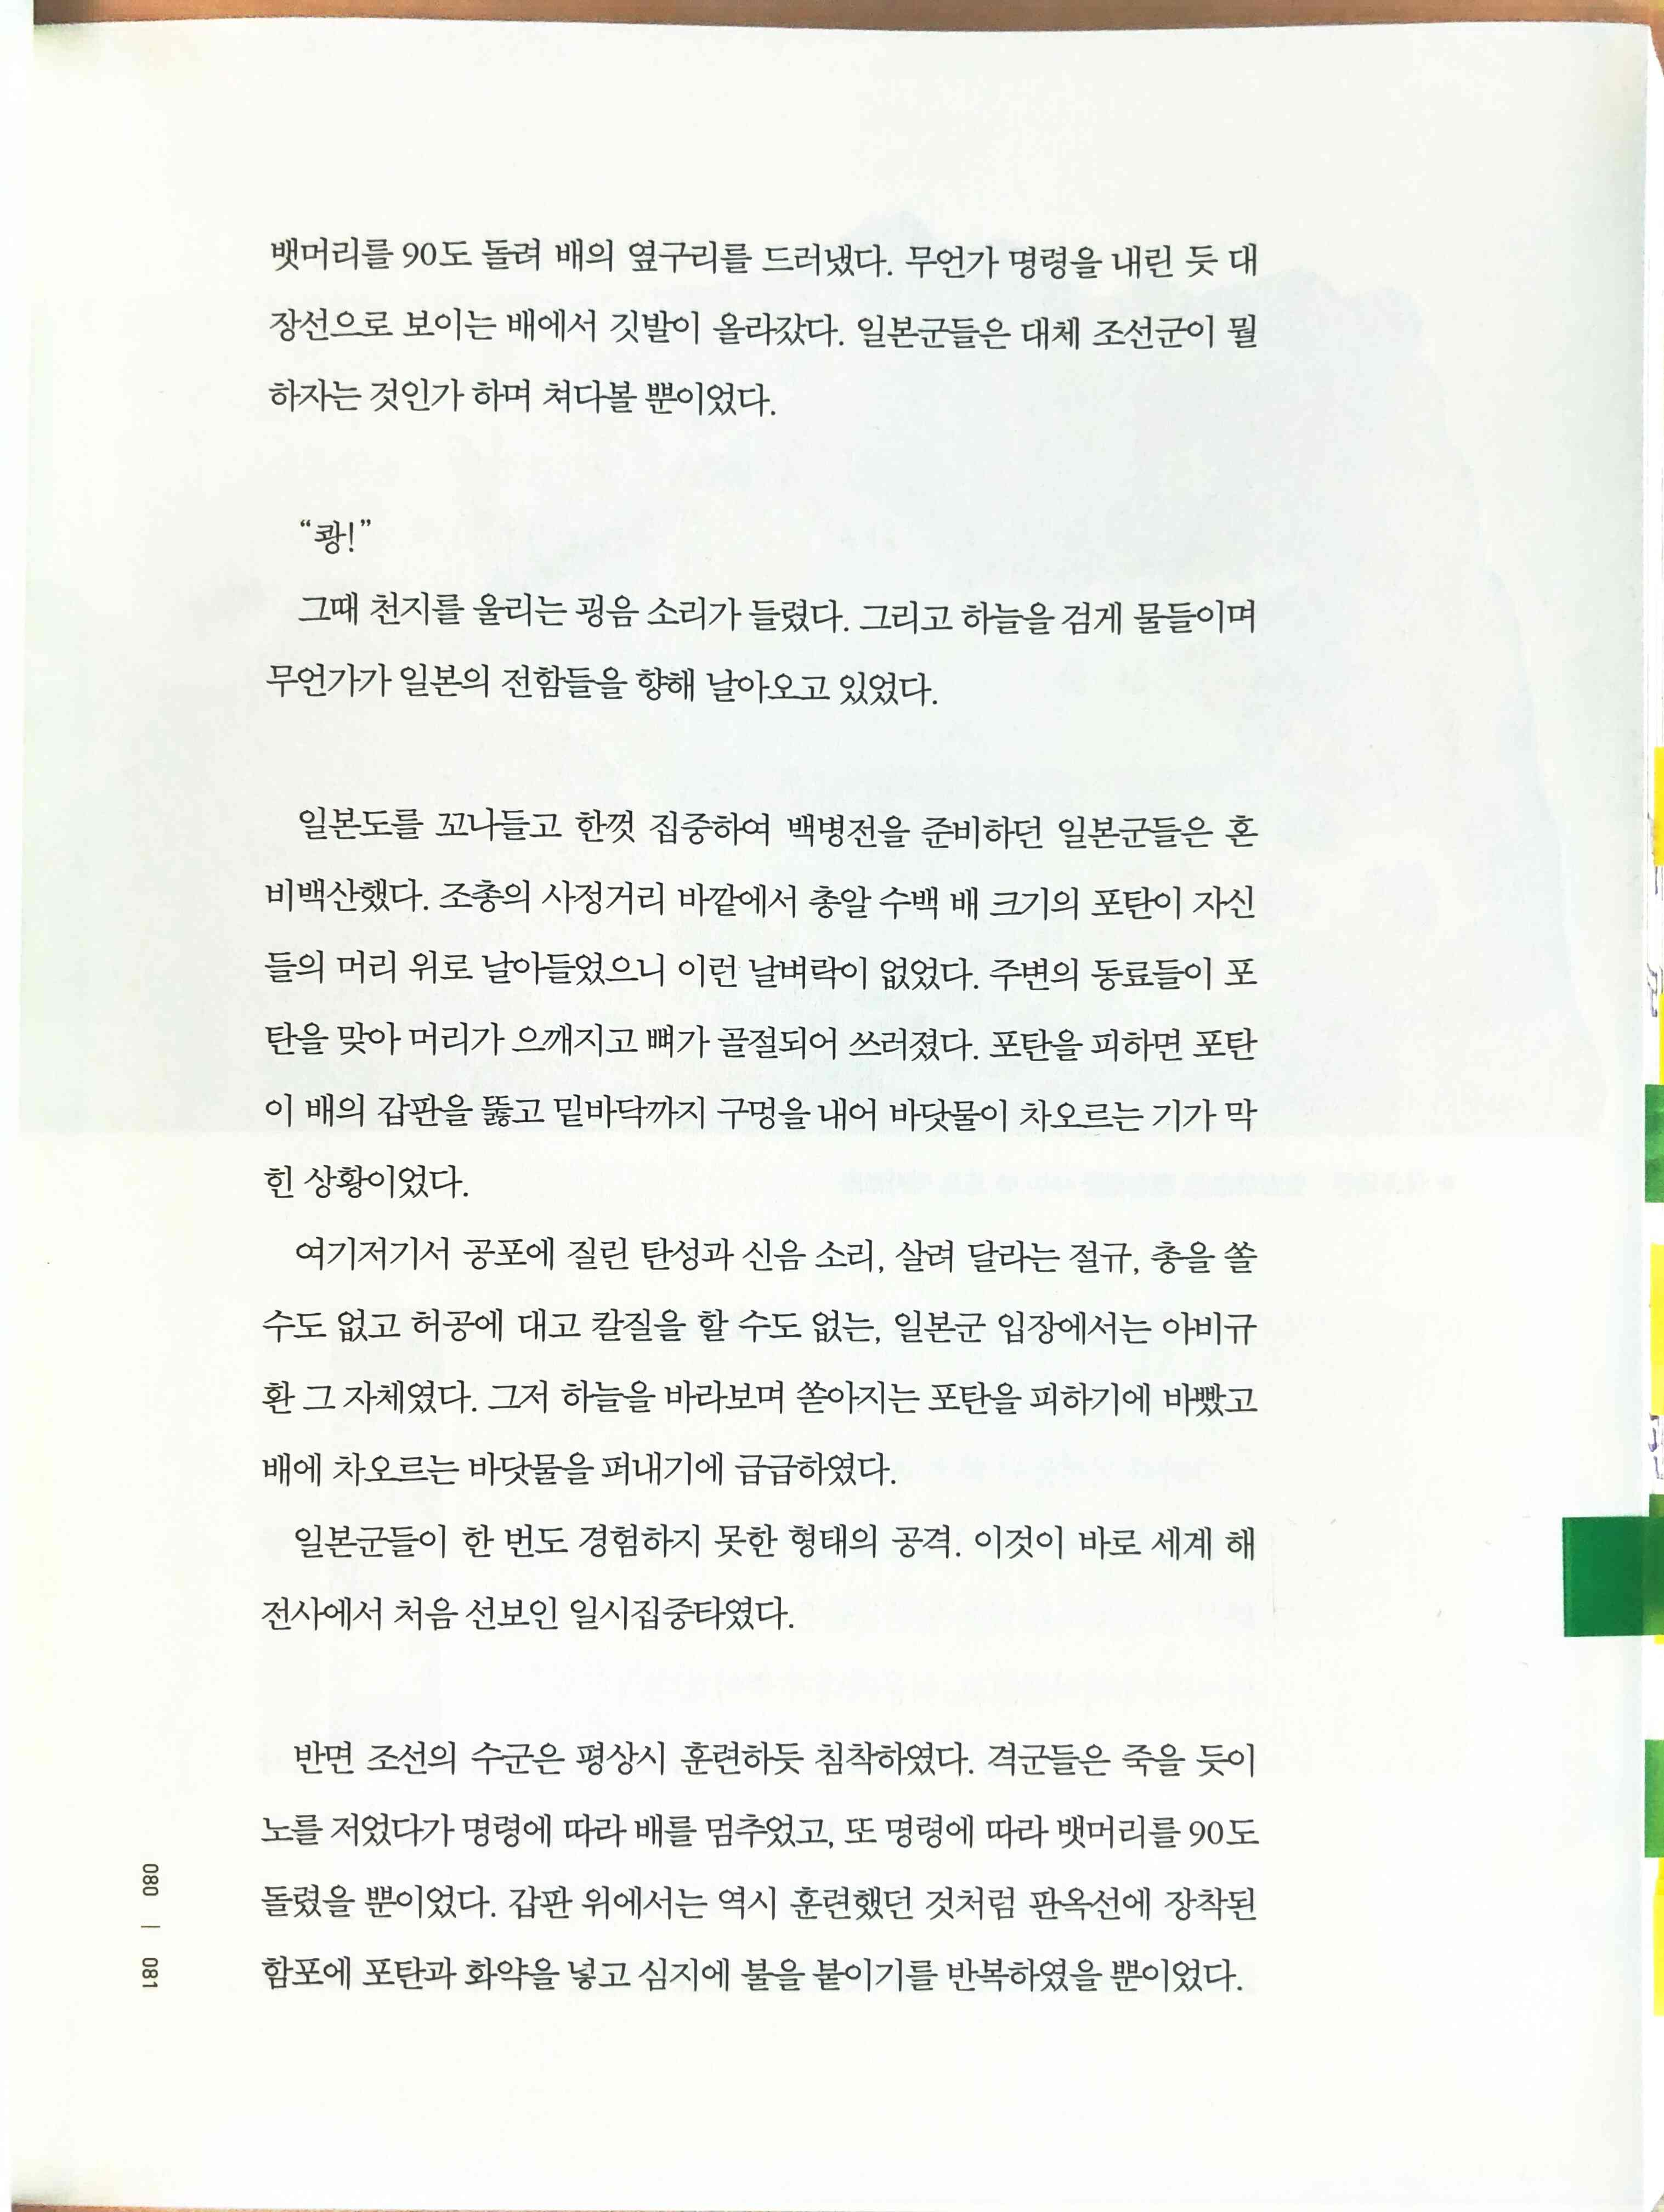 뱃머리를 90도 돌려 배의 옆구리를 드러냈다. 무언가 명령을 내린 듯 대
장선으로 보이는 배에서 깃발이 올라갔다. 일본군들은 대체 조선군이 뭘
하자는 것인가 하며 쳐다볼 뿐이었다.
“쾅!”
그때 천지를 울리는 굉음 소리가 들렸다. 그리고 하늘을 검게 물들이며
무언가가 일본의 전함들을 향해 날아오고 있었다.
일본도를 꼬나들고 한껏 집중하여 백병전을 준비하던 일본군들은 혼
비백산했다. 조총의 사정거리 바깥에서 총알 수백 배 크기의 포탄이 자신
들의 머리 위로 날아들었으니 이런 날벼락이 없었다. 주변의 동료들이 포
탄을 맞아 머리가 으깨지고 뼈가 골절되어 쓰러졌다. 포탄을 피하면 포탄
이 배의 갑판을 뚫고 밑바닥까지 구멍을 내어 바닷물이 차오르는 기가 막
힌 상황이었다.
여기저기서 공포에 질린 탄성과 신음 소리, 살려 달라는 절규, 총을 쏠
수도 없고 허공에 대고 칼질을 할 수도 없는, 일본군 입장에서는 아비규
환 그 자체였다. 그저 하늘을 바라보며 쏟아지는 포탄을 피하기에 바빴고
배에 차오르는 바닷물을 퍼내기에 급급하였다.
일본군들이 한 번도 경험하지 못한 형태의 공격. 이것이 바로 세계 해
전사에서 처음 선보인 일시집중타였다.
반면 조선의 수군은 평상시 훈련하듯 침착하였다. 격군들은 죽을 듯이
노를 저었다가 명령에 따라 배를 멈추었고, 또 명령에 따라 뱃머리를 90도
돌렸을 뿐이었다. 갑판 위에서는 역시 훈련했던 것처럼 판옥선에 장착된
함포에 포탄과 화약을 넣고 심지에 불을 붙이기를 반복하였을 뿐이었다.
080 | 081